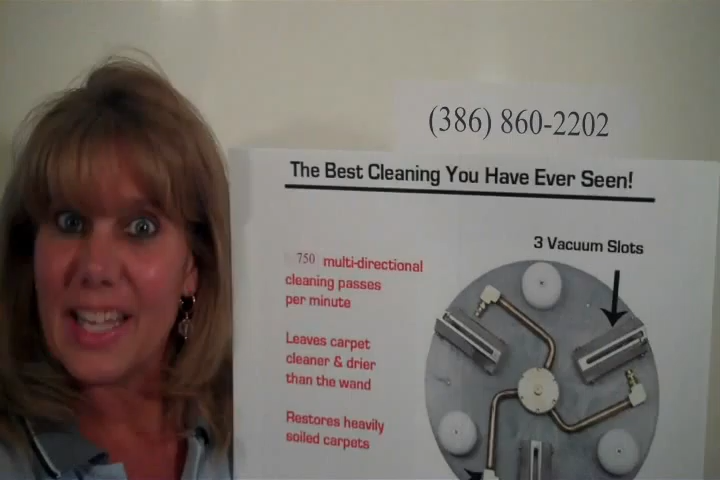 (386) 860-2202
The Best Cleaning You Have Ever Seen!
3 Vacuum Slots
750 multi-directional
cleaning passes
per minute
Leaves carpet
cleaner & drier
than the wand
Restores heavily
soiled carpets